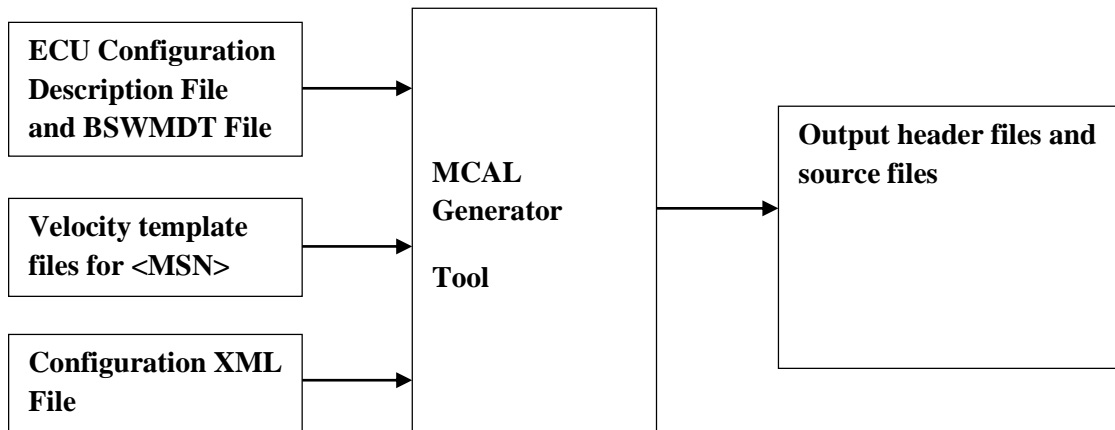 ECU Configuration
Description File
and BSWMDT File
Velocity template
files for <MSN>
Configuration XML
File
MCAL
Generator
Tool
Output header files and
source files